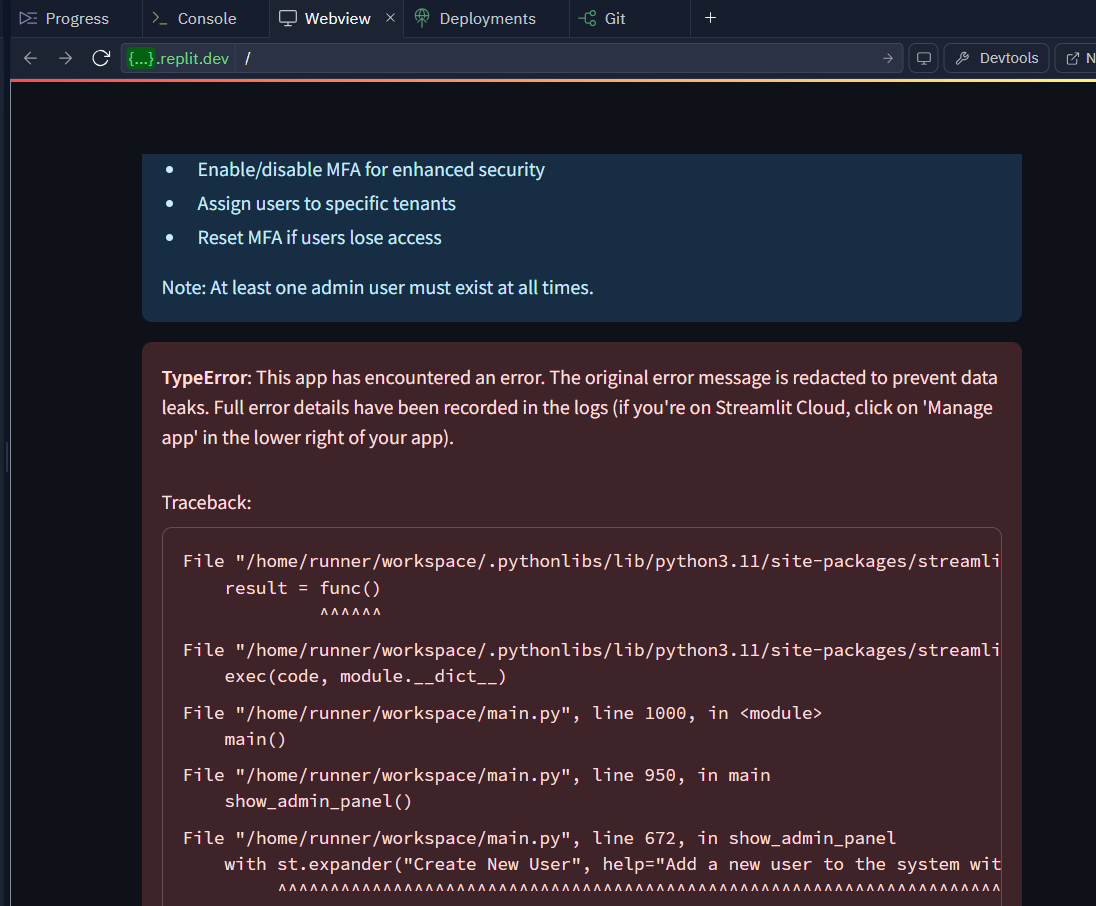 Progress
Console
Webview
Deployments
Git
{...}.replit.dev /
Devtools
• Enable/disable MFA for enhanced security
• Assign users to specific tenants
• Reset MFA if users lose access
Note: At least one admin user must exist at all times.
TypeError: This app has encountered an error. The original error message is redacted to prevent data
leaks. Full error details have been recorded in the logs (if you're on Streamlit Cloud, click on 'Manage
app' in the lower right of your app).
Traceback:
File "/home/runner/workspace/.pythonlibs/lib/python3.11/site-packages/streamli
result = func()
^^^^^^
File "/home/runner/workspace/.pythonlibs/lib/python3.11/site-packages/streamli
exec(code, module.__dict__)
File "/home/runner/workspace/main.py", line 1000, in <module>
main()
File "/home/runner/workspace/main.py", line 950, in main
show_admin_panel()
File "/home/runner/workspace/main.py", line 672, in show_admin_panel
with st.expander("Create New User", help="Add a new user to the system wit
^^^^^^^^^^^^^^^^^^^^^^^^^^^^^^^^^^^^^^^^^^^^^^^^^^^^^^^^^^^^^^^^^^^^^